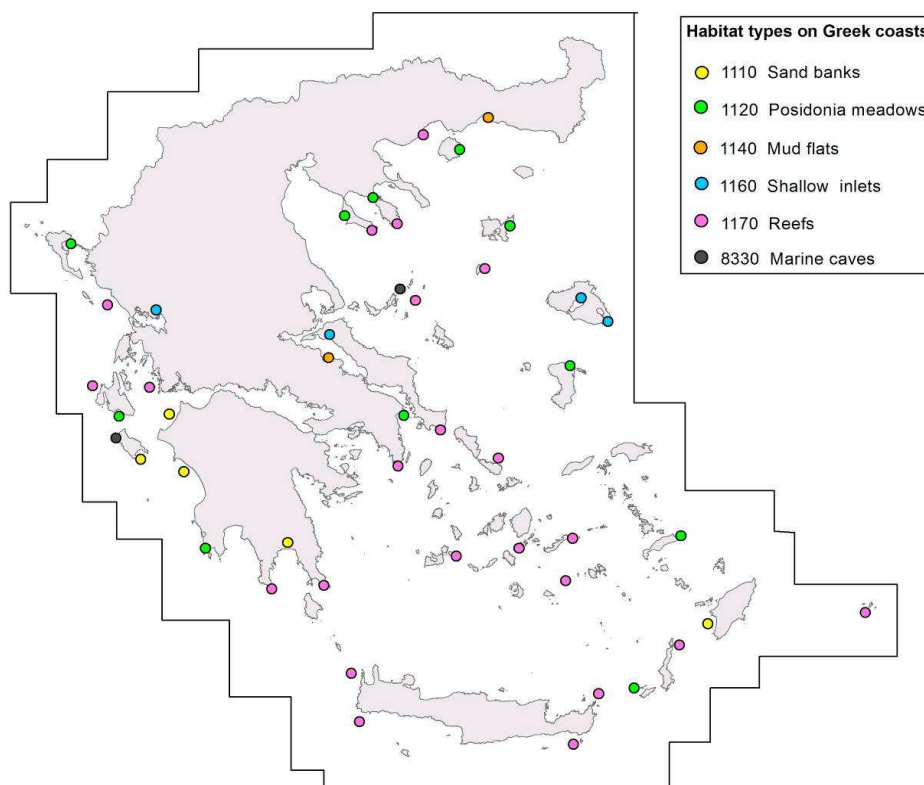 Habitat types on Greek coasts
1110 Sand banks
1120 Posidonia meadows
1140 Mud flats
1160 Shallow inlets
1170 Reefs
8330 Marine caves